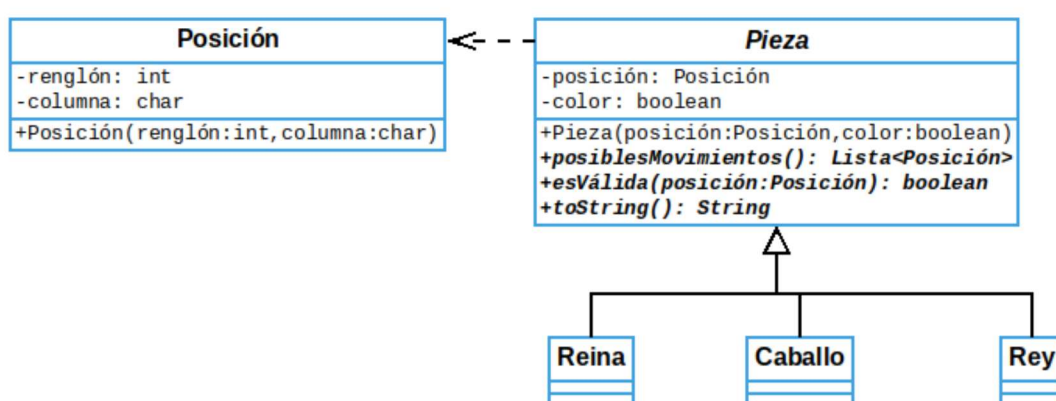 Posición
-renglón: int
-columna: char
+Posición(renglón:int,columna:char)
Pieza
-posición: Posición
-color: boolean
+Pieza(posición:Posición,color:boolean)
+posiblesMovimientos(): Lista<Posición>
+esVálida(posición:Posición): boolean
+toString(): String
Reina
Caballo
Rey